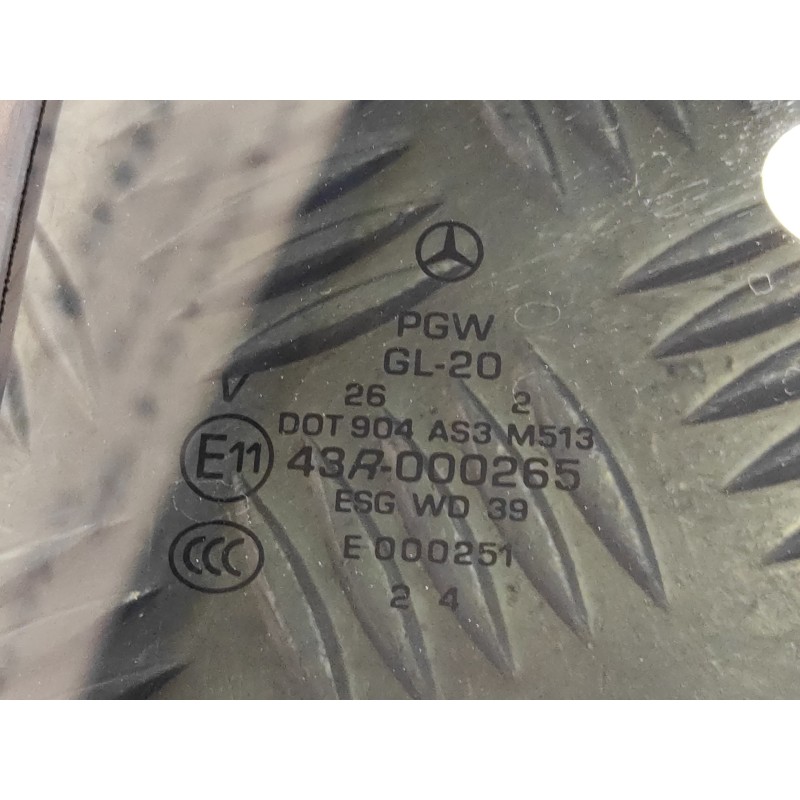 PGW
GL-20
26 2
DOT 904 AS3 M513
E11 43R-000265
ESG WD 39
CCC E 000251
2 4